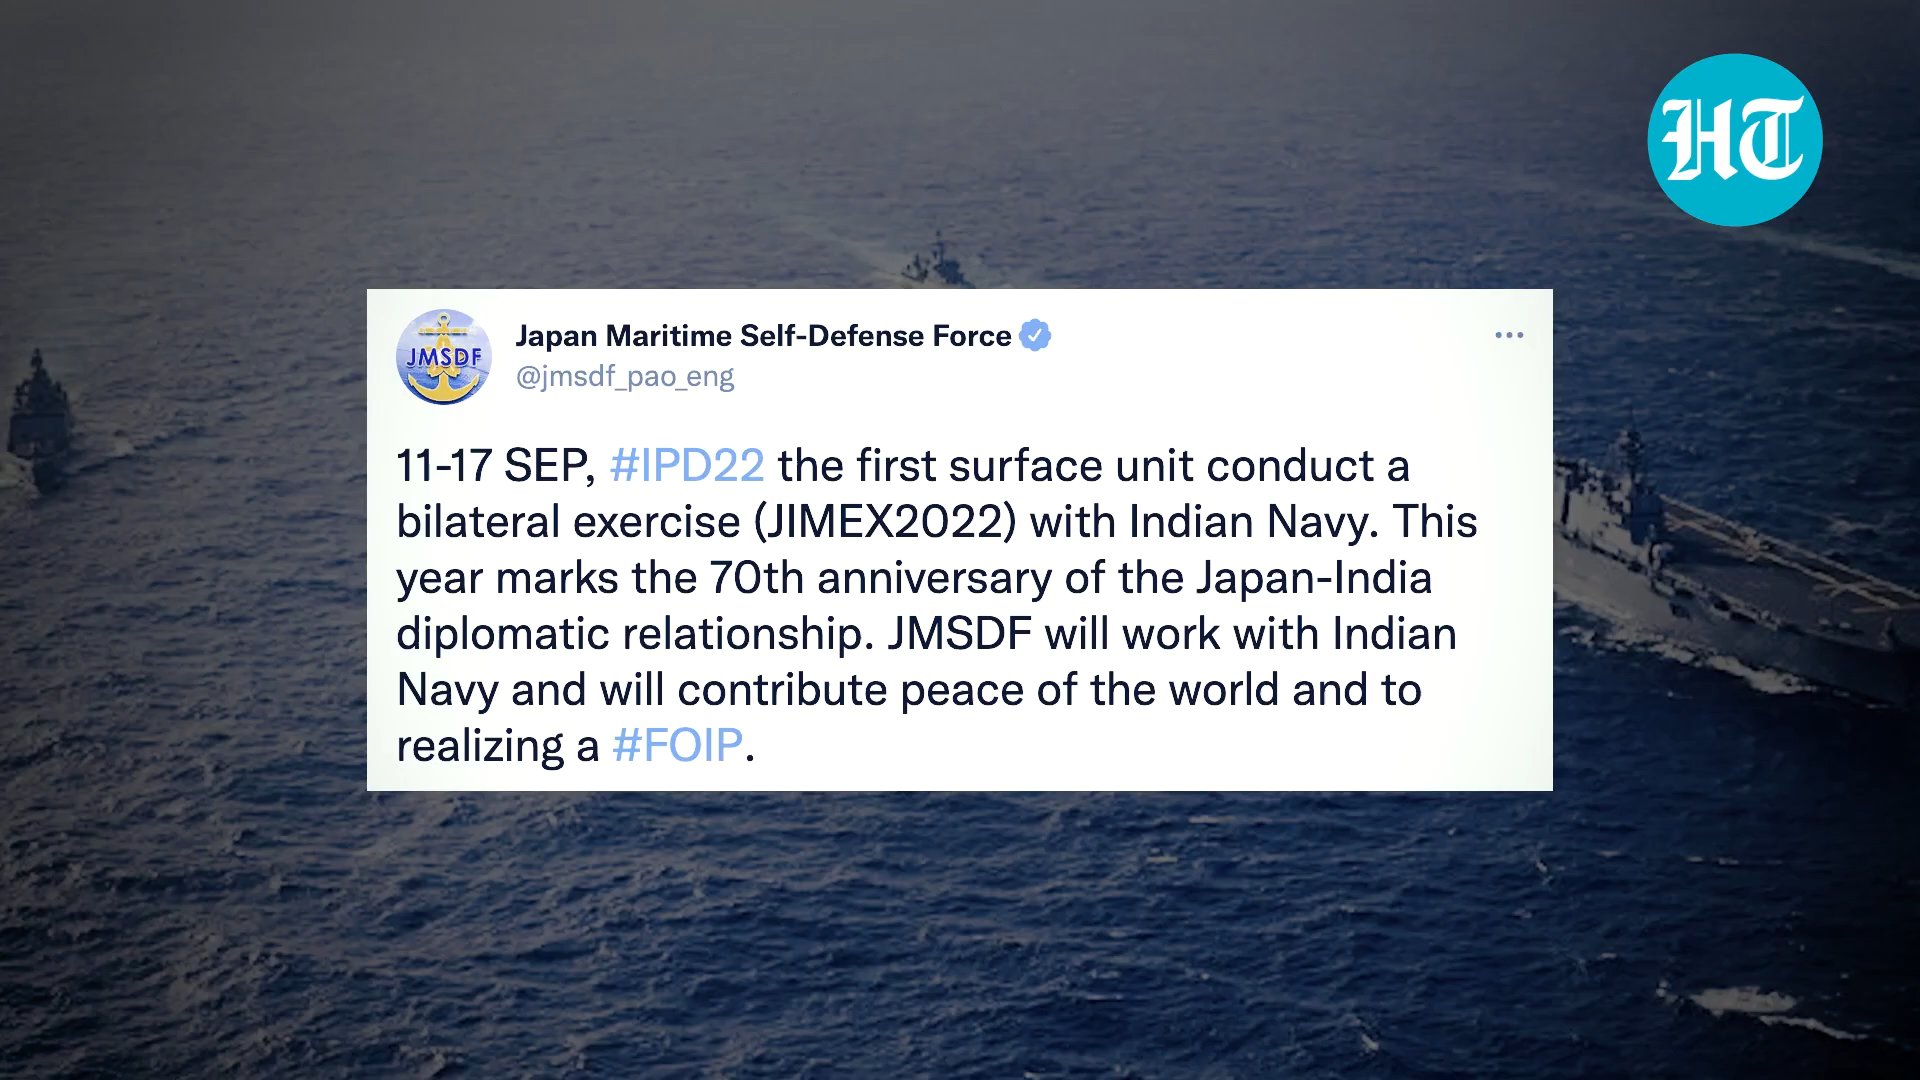 HT
Japan Maritime Self-Defense Force
@jmsdf_pao_eng
JMSDF
11-17 SEP, #IPD22 the first surface unit conduct a
bilateral exercise (JIMEX2022) with Indian Navy. This
year marks the 70th anniversary of the Japan-India
diplomatic relationship. JMSDF will work with Indian
Navy and will contribute peace of the world and to
realizing a #FOIP.